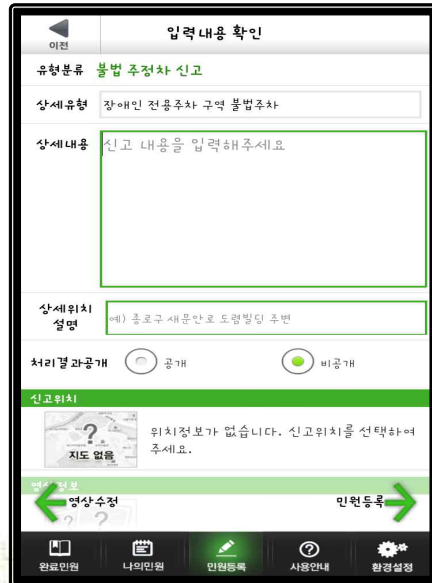 이전
입력내용 확인
유형분류 불법 주정차 신고
상세유형 장애인 전용주차 구역 불법주차
상세내용 신고 내용을 입력해주세요
상세위치
설명
예) 종로구 새문안로 도렴빌딩 주변
처리결과공개 공개 비공개
신고위치
?
지도 없음
위치정보가 없습니다. 신고위치를 선택하여
주세요.
영상정보
영상수정 민원등록
? ?
완료민원 나의민원 민원등록 사용안내 환경설정